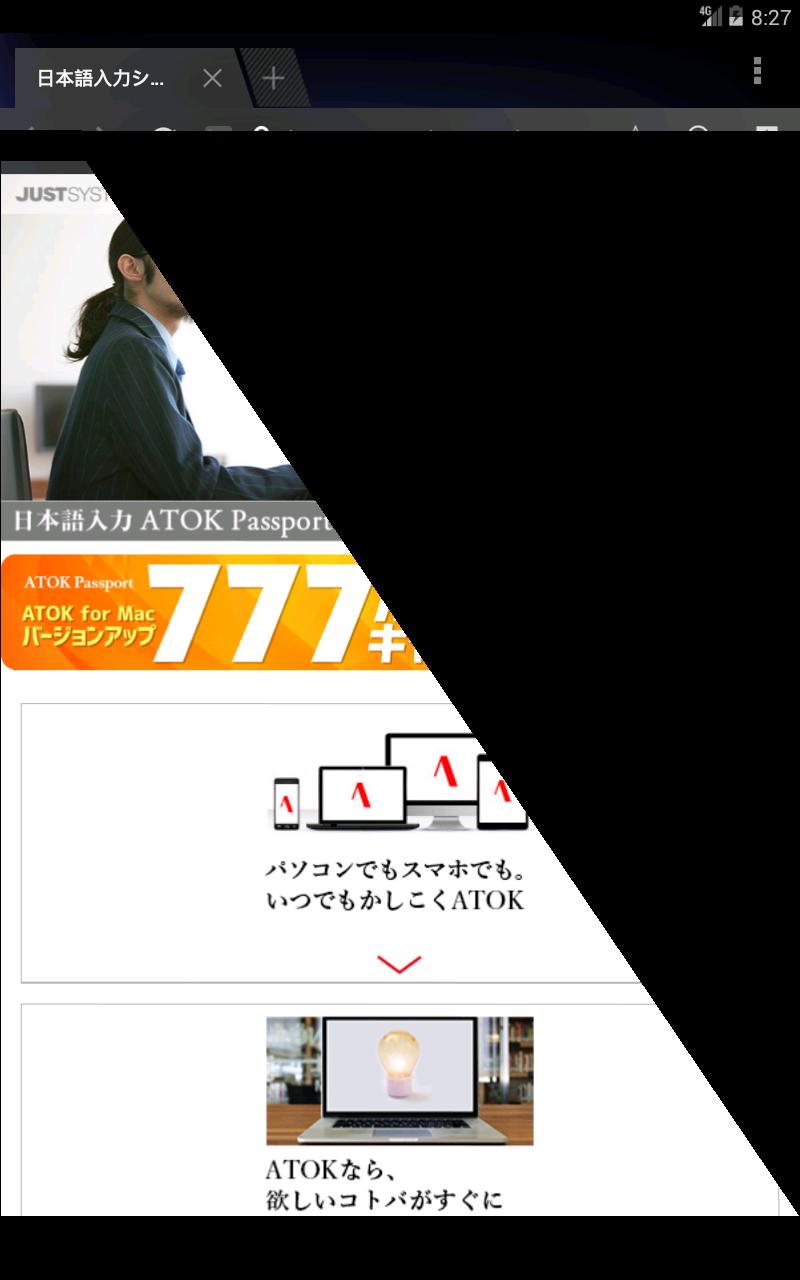 4G 8:27
日本語入力シ...
JUSTSYST
日本語入力 ATOK Passport
ATOK Passport
ATOK for Mac
バージョンアップ
777
キ
パソコンでもスマホでも。
いつでもかしこくATOK
ATOKなら、
欲しいコトバがすぐに